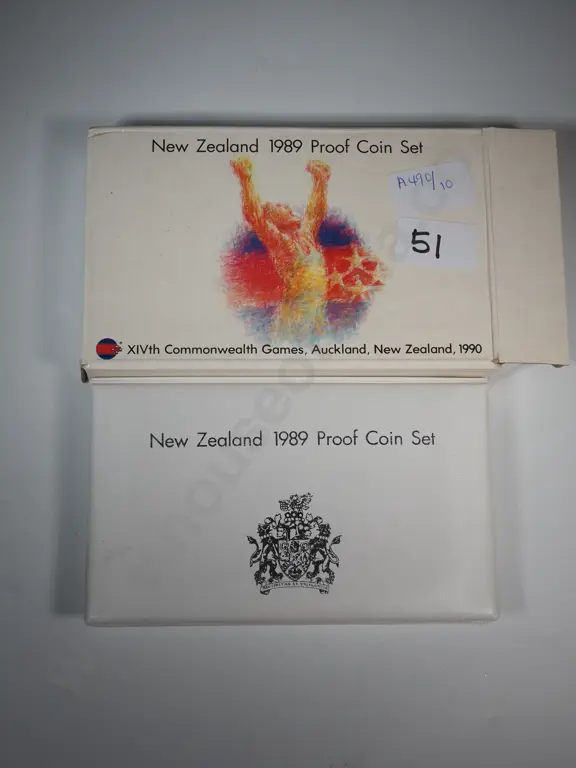 New Zealand 1989 Proof Coin Set
A490/10
51
XIVth Commonwealth Games, Auckland, New Zealand, 1990
New Zealand 1989 Proof Coin Set